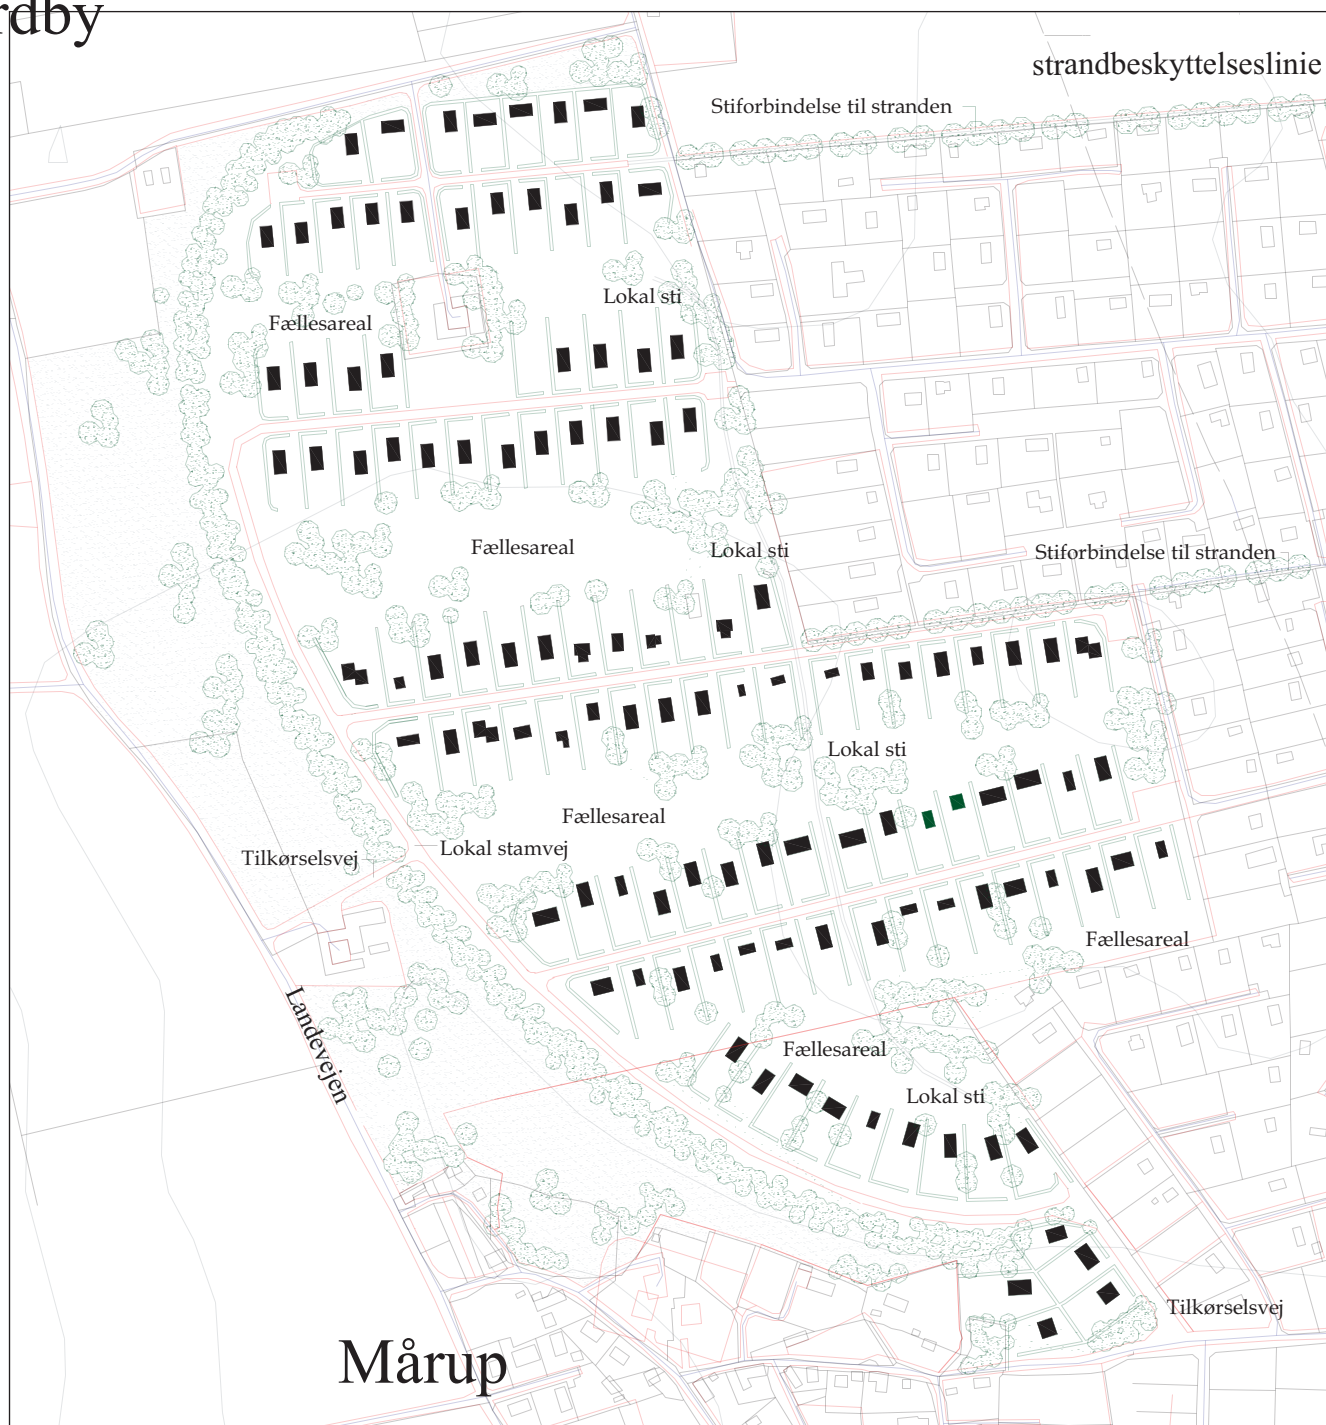 rdby
strandbeskyttelseslinie
Stiforbindelse til stranden
Lokal sti
Fællesareal
Fællesareal
Lokal sti
Stiforbindelse til stranden
Lokal sti
Fællesareal
Tilkørselsvej
Lokal stamvej
Fællesareal
Landevejen
Fællesareal
Lokal sti
Tilkørselsvej
Mårup